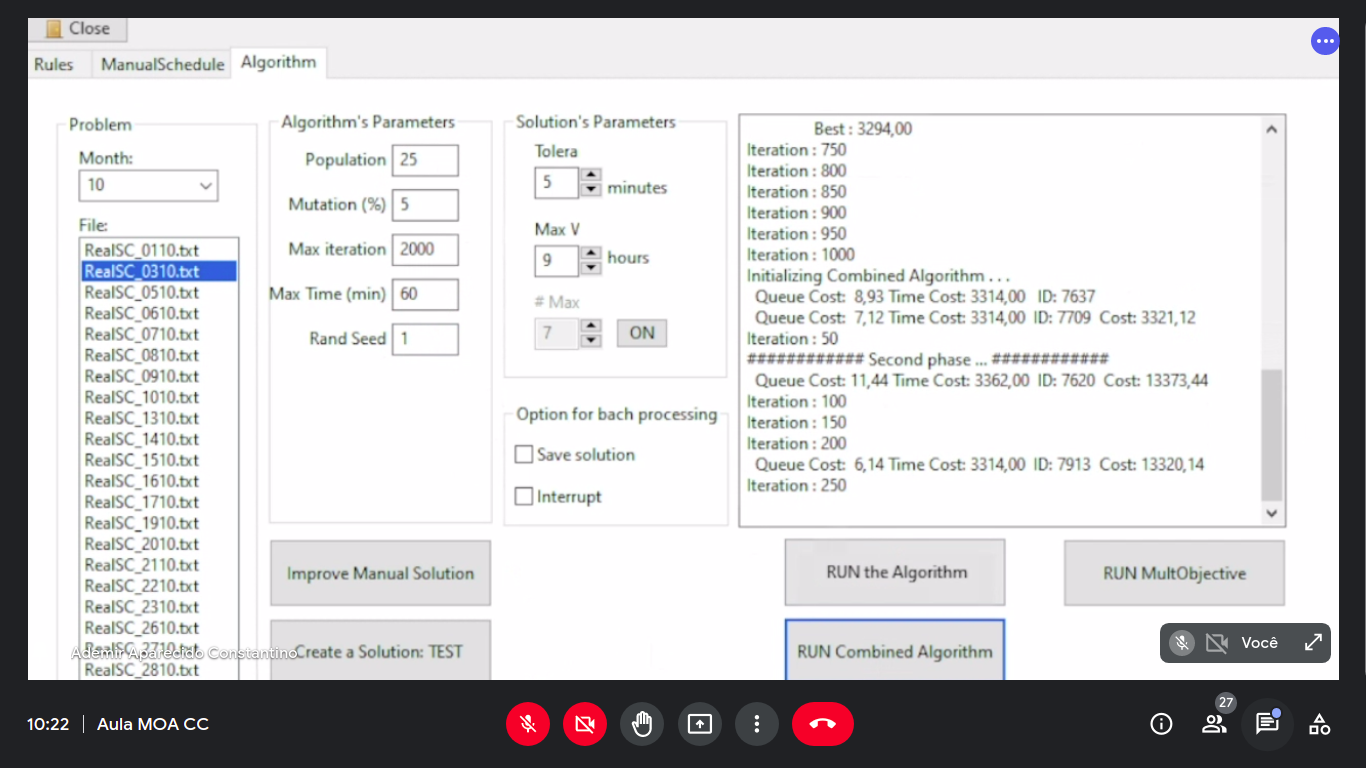 Close
Rules
ManualSchedule
Algorithm
Problem
Month:
10
File:
RealSC_0110.txt
RealSC_0310.txt
RealSC_0510.txt
RealSC_0610.txt
RealSC_0710.txt
RealSC_0810.txt
RealSC_0910.txt
RealSC_1010.txt
RealSC_1310.txt
RealSC_1410.txt
RealSC_1510.txt
RealSC_1610.txt
RealSC_1710.txt
RealSC_1910.txt
RealSC_2010.txt
RealSC_2110.txt
RealSC_2210.txt
RealSC_2310.txt
RealSC_2610.txt
RealSC_2710.txt
RealSC_2810.txt
Ademir Aparecido Constantino
Algorithm's Parameters
Population 25
Mutation (%) 5
Max iteration 2000
Max Time (min) 60
Rand Seed 1
Solution's Parameters
Tolera
5 minutes
Max V
9 hours
# Max
7 ON
Option for bach processing
Save solution
Interrupt
Best : 3294,00
Iteration : 750
Iteration : 800
Iteration : 850
Iteration : 900
Iteration : 950
Iteration : 1000
Initializing Combined Algorithm . . .
Queue Cost: 8,93 Time Cost: 3314,00 ID: 7637
Queue Cost: 7,12 Time Cost: 3314,00 ID: 7709 Cost: 3321,12
Iteration : 50
############ Second phase ... ############
Queue Cost: 11,44 Time Cost: 3362,00 ID: 7620 Cost: 13373,44
Iteration : 100
Iteration : 150
Iteration : 200
Queue Cost: 6,14 Time Cost: 3314,00 ID: 7913 Cost: 13320,14
Iteration : 250
Improve Manual Solution
Create a Solution: TEST
RUN the Algorithm
RUN MultObjective
RUN Combined Algorithm
Você
10:22
Aula MOA CC
27